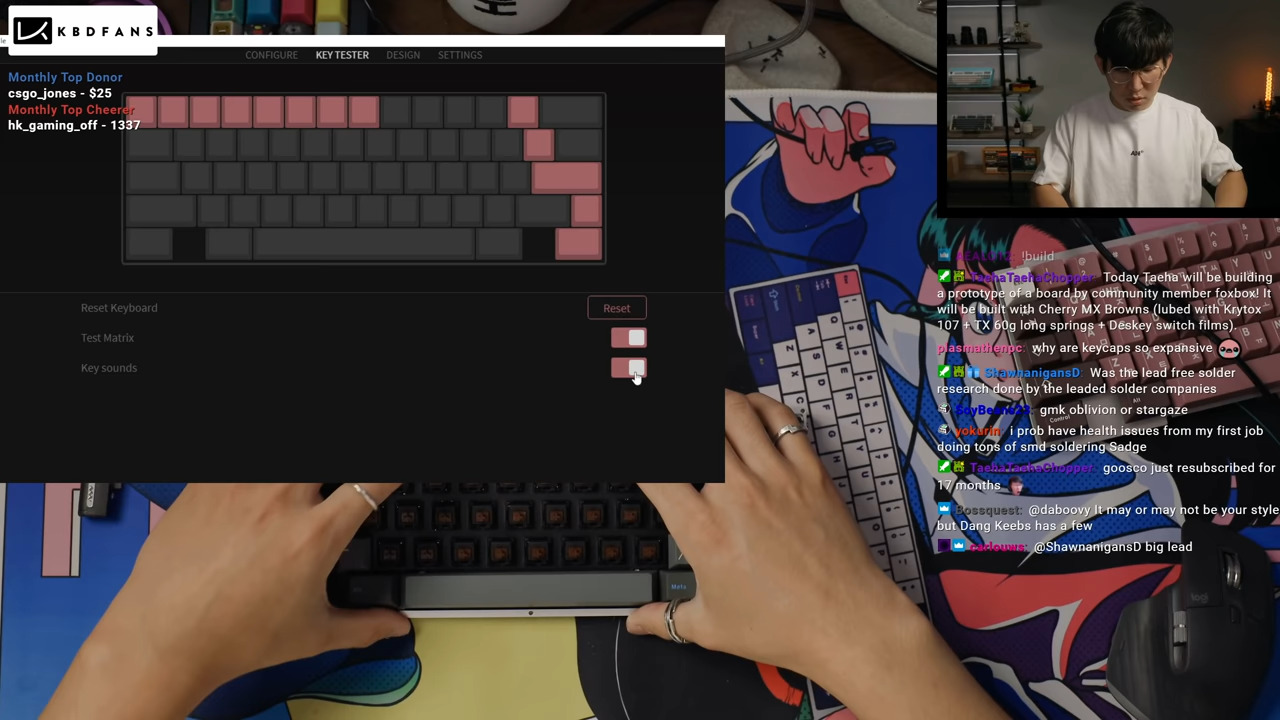 KBDFANS
CONFIGURE KEY TESTER DESIGN SETTINGS
Monthly Top Donor
csgo_jones - $25
Monthly Top Cheerer
hk_gaming_off - 1337
Reset Keyboard
Reset
Test Matrix
Key sounds
!build
TaehaTaehaChopper: Today Taeha will be building
a prototype of a board by community member foxbox! It
will be built with Cherry MX Browns (lubed with Krytox
107 + TX 60g long springs + Deskey switch films).
plasmathenpc: why are keycaps so expensive
ShawnanigansD: Was the lead free solder
research done by the leaded solder companies
SoyBeans23: gmk oblivion or stargaze
yokurin: i prob have health issues from my first job
doing tons of smd soldering Sadge
TaehaTaehaChopper: goosco just resubscribed for
17 months
Bossquest: @daboovy It may or may not be your style
but Dang Keebs has a few
carlouws: @ShawnanigansD big lead
Meta
logi